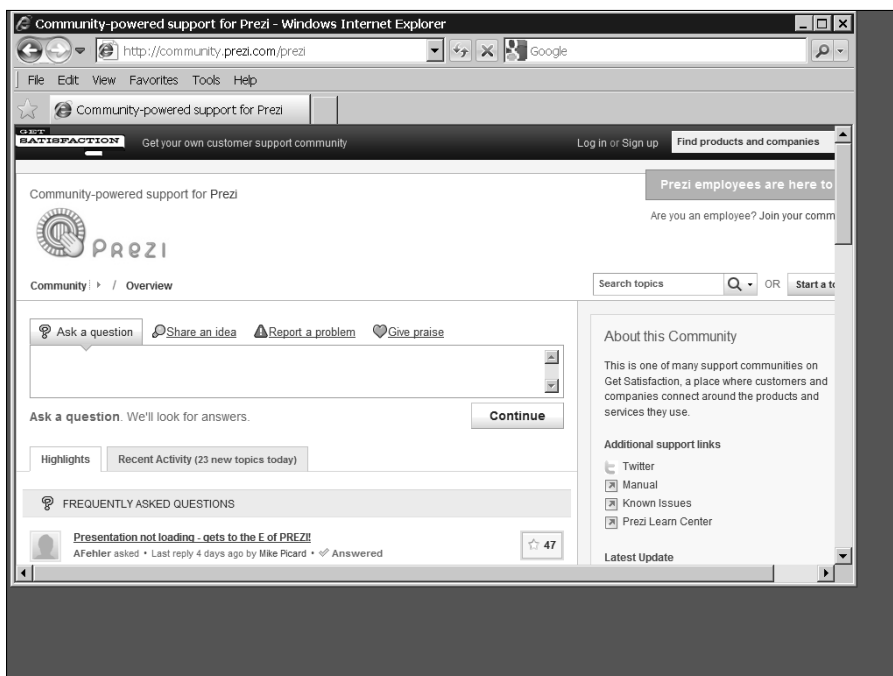 Community-powered support for Prezi - Windows Internet Explorer
http://community.prezi.com/prezi
Google
File Edit View Favorites Tools Help
Community-powered support for Prezi
GET
SATISFACTION
Get your own customer support community
Log in or Sign up
Find products and companies
Prezi employees are here to
Community-powered support for Prezi
Are you an employee? Join your comm
PREZI
Community / Overview
Search topics
OR
Start a to
Ask a question Share an idea Report a problem Give praise
About this Community
This is one of many support communities on
Get Satisfaction, a place where customers and
companies connect around the products and
services they use.
Ask a question. We'll look for answers.
Continue
Additional support links
Twitter
Manual
Known Issues
Prezi Learn Center
Highlights
Recent Activity (23 new topics today)
FREQUENTLY ASKED QUESTIONS
Presentation not loading - gets to the E of PREZI!
AFehler asked • Last reply 4 days ago by Mike Picard • Answered
47
Latest Update